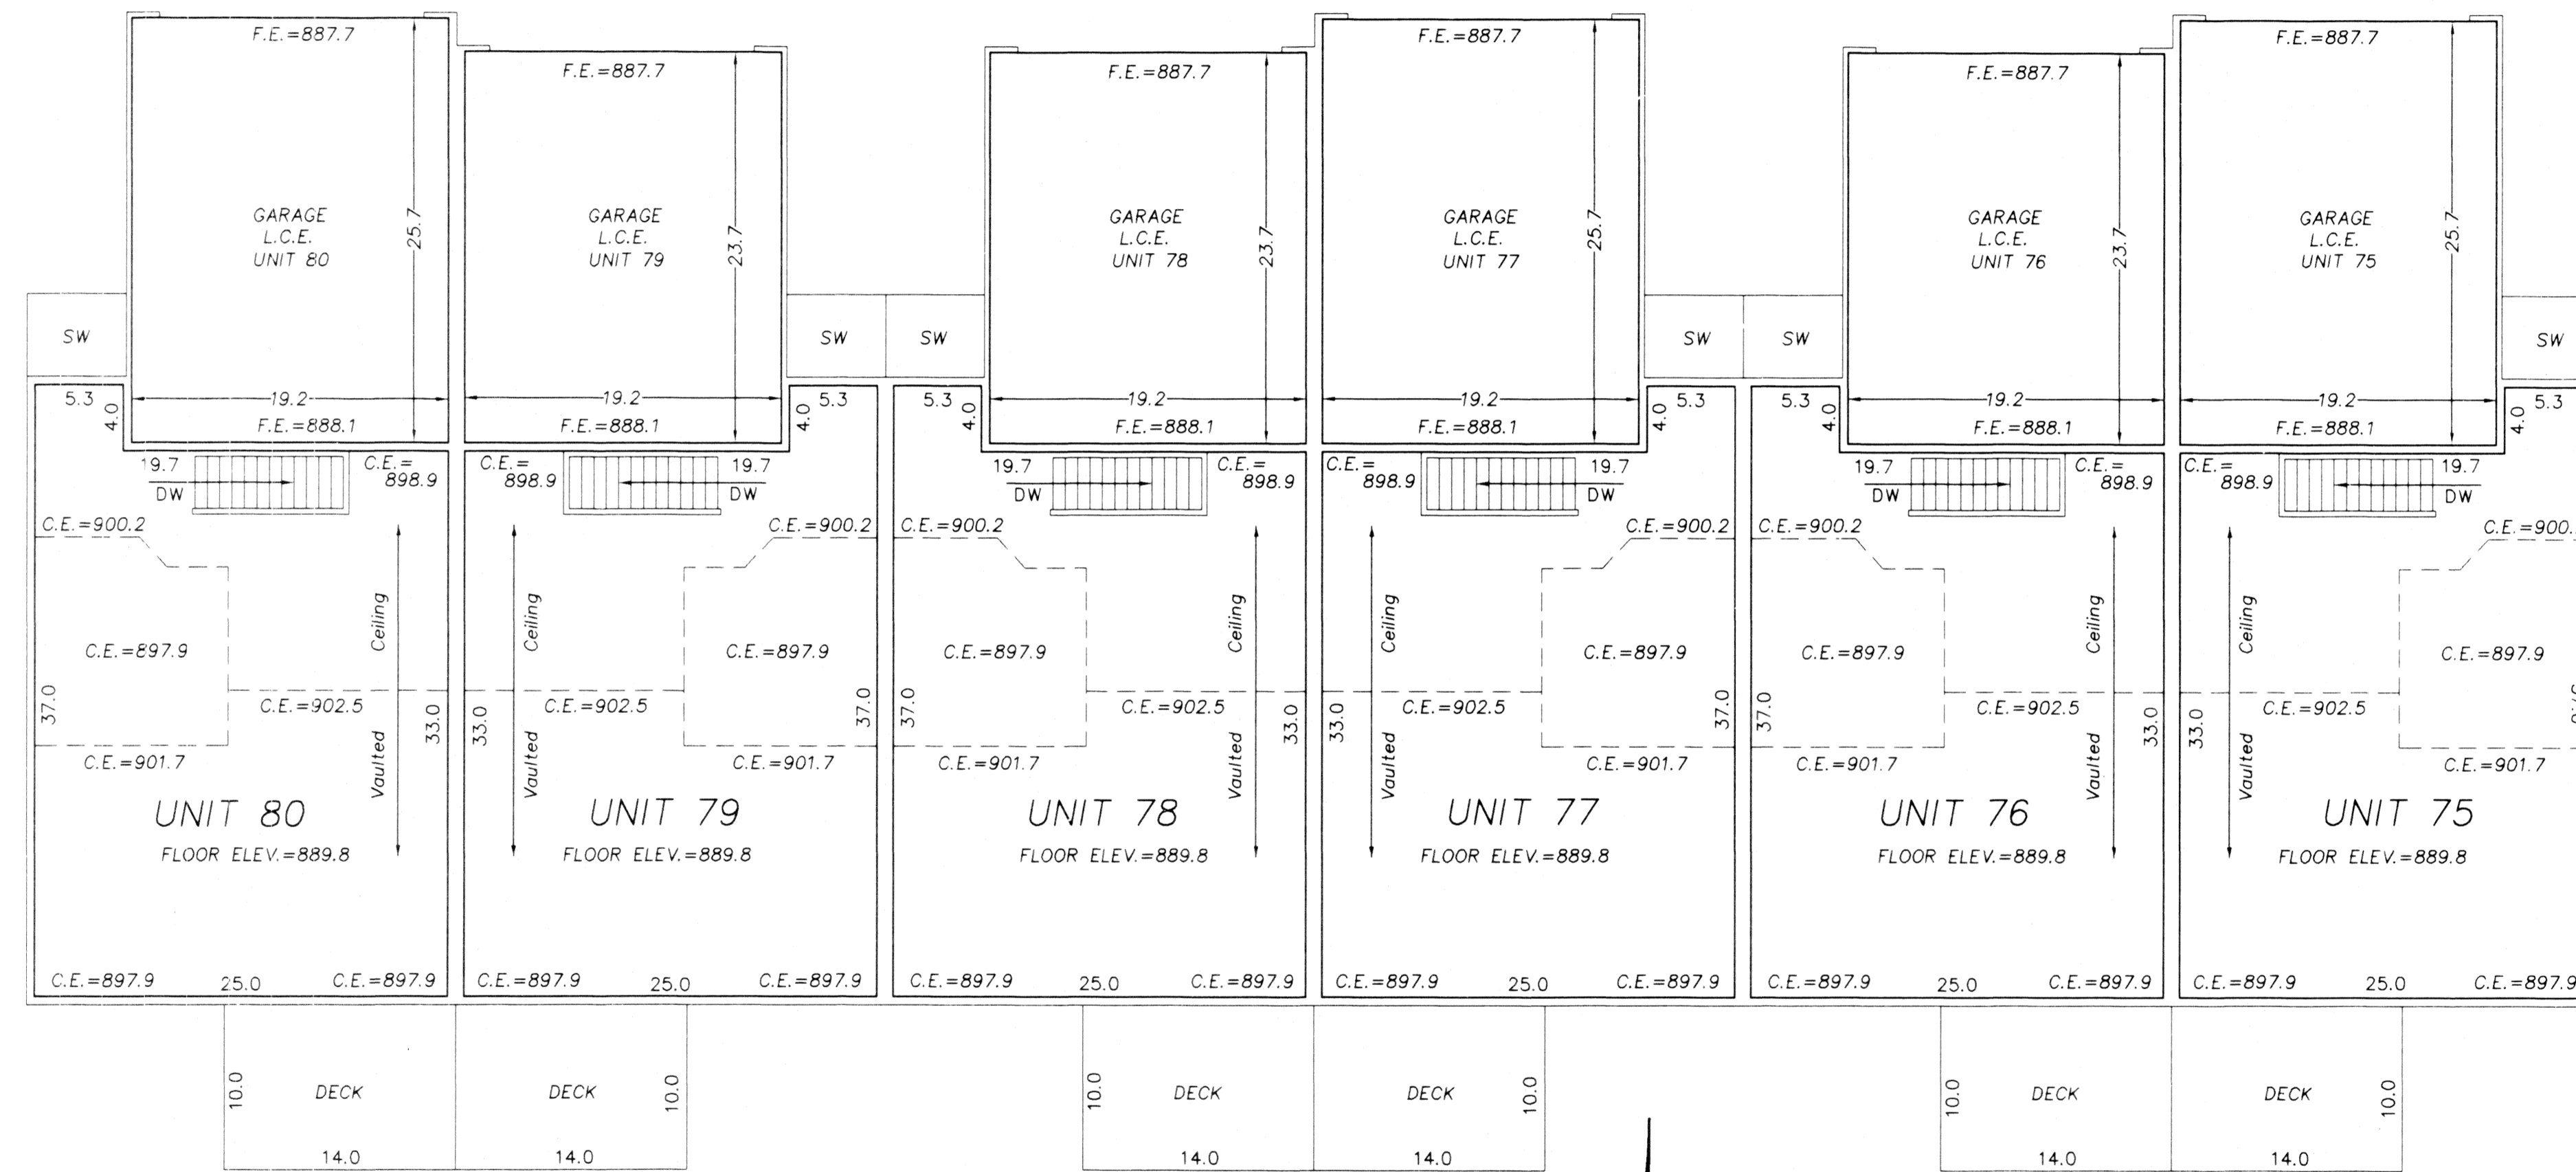 F.E.=887.7
GARAGE
L.C.E.
UNIT 80
25.7
SW
5.3
4.0
19.2
F.E.=888.1
19.7
DW
C.E.=
898.9
C.E.=900.2
C.E.=897.9
Ceiling
37.0
C.E.=902.5
33.0
Vaulted
C.E.=901.7
UNIT 80
FLOOR ELEV.=889.8
C.E.=897.9
25.0
C.E.=897.9
10.0
DECK
14.0
F.E.=887.7
GARAGE
L.C.E.
UNIT 79
23.7
SW
19.2
4.0
5.3
F.E.=888.1
C.E.=
898.9
19.7
DW
C.E.=900.2
Ceiling
C.E.=897.9
33.0
C.E.=902.5
37.0
Vaulted
C.E.=901.7
UNIT 79
FLOOR ELEV.=889.8
C.E.=897.9
25.0
C.E.=897.9
DECK
10.0
14.0
F.E.=887.7
GARAGE
L.C.E.
UNIT 78
23.7
SW
5.3
4.0
19.2
F.E.=888.1
19.7
DW
C.E.=
898.9
C.E.=900.2
C.E.=897.9
Ceiling
37.0
C.E.=902.5
33.0
Vaulted
C.E.=901.7
UNIT 78
FLOOR ELEV.=889.8
C.E.=897.9
25.0
C.E.=897.9
10.0
DECK
14.0
F.E.=887.7
GARAGE
L.C.E.
UNIT 77
25.7
SW
19.2
4.0
5.3
F.E.=888.1
C.E.=
898.9
19.7
DW
C.E.=900.2
Ceiling
C.E.=897.9
33.0
C.E.=902.5
37.0
Vaulted
C.E.=901.7
UNIT 77
FLOOR ELEV.=889.8
C.E.=897.9
25.0
C.E.=897.9
DECK
10.0
14.0
F.E.=887.7
GARAGE
L.C.E.
UNIT 76
23.7
SW
5.3
4.0
19.2
F.E.=888.1
19.7
DW
C.E.=
898.9
C.E.=900.2
C.E.=897.9
Ceiling
37.0
C.E.=902.5
33.0
Vaulted
C.E.=901.7
UNIT 76
FLOOR ELEV.=889.8
C.E.=897.9
25.0
C.E.=897.9
10.0
DECK
14.0
F.E.=887.7
GARAGE
L.C.E.
UNIT 75
25.7
SW
19.2
4.0
5.3
F.E.=888.1
C.E.=
898.9
19.7
DW
C.E.=900.
Ceiling
C.E.=897.9
33.0
C.E.=902.5
Vaulted
C.E.=901.7
UNIT 75
FLOOR ELEV.=889.8
C.E.=897.9
25.0
C.E.=897.9
DECK
10.0
14.0